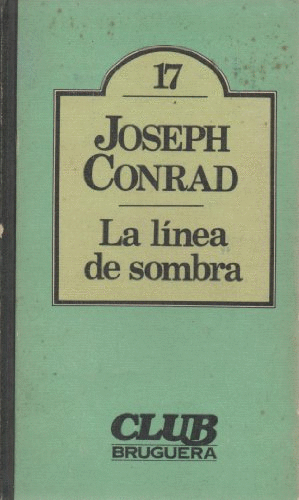 17
JOSEPH
CONRAD
La línea
de sombra
CLUB
BRUGUERA